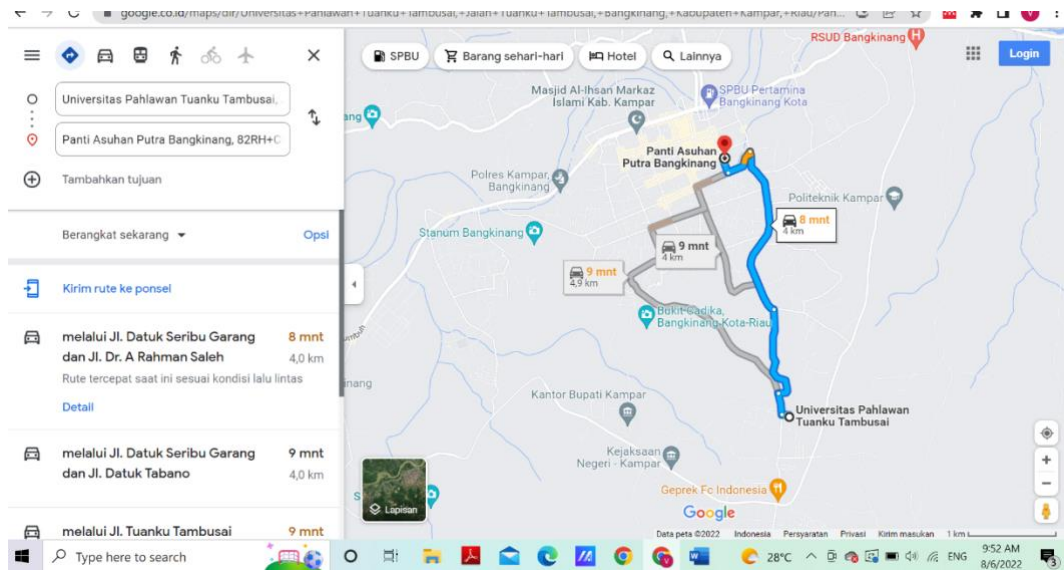 google.co.id/maps/dir/Universitas+Pahlawan+Tuanku+Tambusai,+Jalan+Tuanku+Tambusai,+Bangkinang,+Kabupaten+Kampar,+Riau/Pan...
Universitas Pahlawan Tuanku Tambusai,
Panti Asuhan Putra Bangkinang, 82RH+C
Tambahkan tujuan
Berangkat sekarang
Opsi
Kirim rute ke ponsel
melalui Jl. Datuk Seribu Garang
8 mnt
dan Jl. Dr. A Rahman Saleh
4,0 km
Rute tercepat saat ini sesuai kondisi lalu lintas
Detail
melalui Jl. Datuk Seribu Garang
9 mnt
dan Jl. Datuk Tabano
4,0 km
melalui Jl. Tuanku Tambusai
9 mnt
SPBU
Barang sehari-hari
Hotel
Lainnya
RSUD Bangkinang
Login
Masjid Al-Ihsan Markaz
Islami Kab. Kampar
SPBU Pertamina
Bangkinang Kota
ang
Panti Asuhan
Putra Bangkinang
Polres Kampar,
Bangkinang
Politeknik Kampar
8 mnt
4 km
Stanum Bangkinang
9 mnt
4 km
9 mnt
4,9 km
Bukit Cadika,
Bangkinang Kota-Riau
inang
Kantor Bupati Kampar
Universitas Pahlawan
Tuanku Tambusai
Kejaksaan
Negeri - Kampar
Geprek Fc Indonesia
S
Lapisan
Google
Data peta ©2022 Indonesia Persyaratan Privasi Kirim masukan 1 km
Type here to search
28°C
ENG
9:52 AM
8/6/2022
3